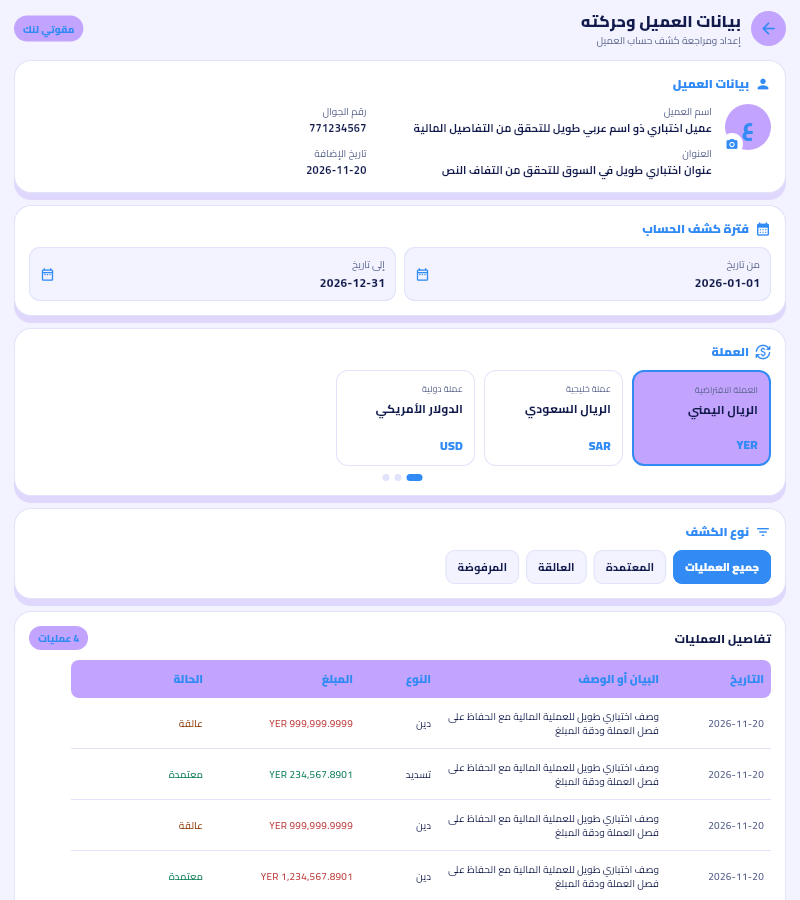 بيانات العميل وحركته
إعداد ومراجعة كشف حساب العميل
مقوتي لنك
بيانات العميل
ع
اسم العميل
عميل اختباري ذو اسم عربي طويل للتحقق من التفاصيل المالية
رقم الجوال
771234567
العنوان
عنوان اختباري طويل في السوق للتحقق من التفاف النص
تاريخ الإضافة
2026-11-20
فترة كشف الحساب
من تاريخ
2026-01-01
إلى تاريخ
2026-12-31
العملة
العملة الافتراضية
الريال اليمني
YER
عملة خليجية
الريال السعودي
SAR
عملة دولية
الدولار الأمريكي
USD
نوع الكشف
جميع العمليات
المعتمدة
العالقة
المرفوضة
تفاصيل العمليات
4 عمليات
التاريخ البيان أو الوصف النوع المبلغ الحالة
2026-11-20 وصف اختباري طويل للعملية المالية مع الحفاظ على فصل العملة ودقة المبلغ دين YER 999,999.9999 عالقة
2026-11-20 وصف اختباري طويل للعملية المالية مع الحفاظ على فصل العملة ودقة المبلغ تسديد YER 234,567.8901 معتمدة
2026-11-20 وصف اختباري طويل للعملية المالية مع الحفاظ على فصل العملة ودقة المبلغ دين YER 999,999.9999 عالقة
2026-11-20 وصف اختباري طويل للعملية المالية مع الحفاظ على فصل العملة ودقة المبلغ دين YER 1,234,567.8901 معتمدة